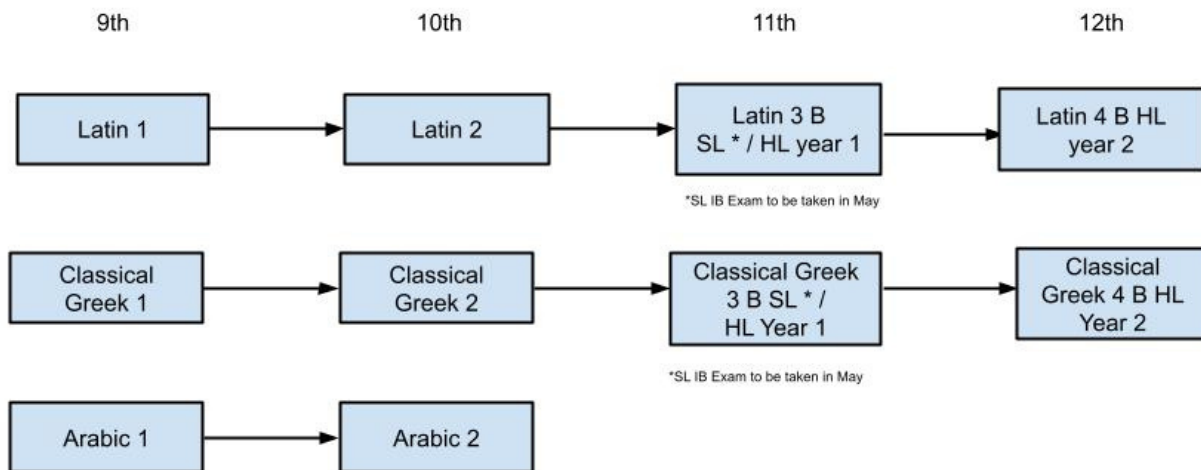 9th
10th
11th
12th
Latin 1
Latin 2
Latin 3 B
SL * / HL year 1
Latin 4 B HL
year 2
*SL IB Exam to be taken in May
Classical
Greek 1
Classical
Greek 2
Classical Greek
3 B SL * /
HL Year 1
Classical
Greek 4 B HL
Year 2
*SL IB Exam to be taken in May
Arabic 1
Arabic 2